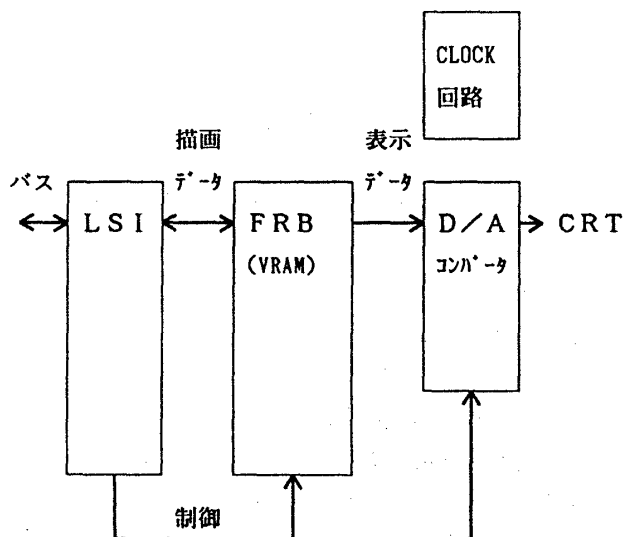 CLOCK
回路
描画
表示
バス
データ
データ
LSI
FRB
D/A
CRT
(VRAM)
コンバータ
制御